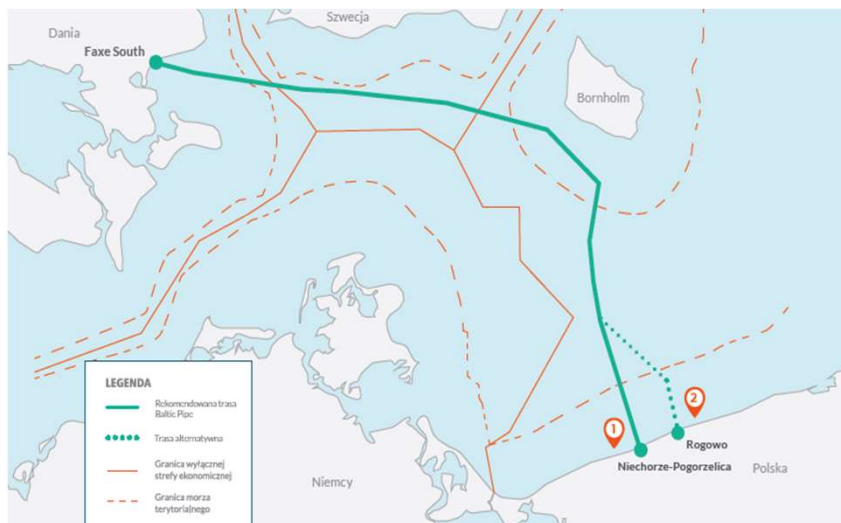 Szwecja
Dania
Faxe South
Bornholm
LEGENDA
Rekomendowana trasa
Baltic Pipe
Trasa alternatywna
Granica wyłącznej
strefy ekonomicznej
Granica morza
terytorialnego
Niemcy
1
2
Rogowo
Niechorze-Pogorzelica
Polska